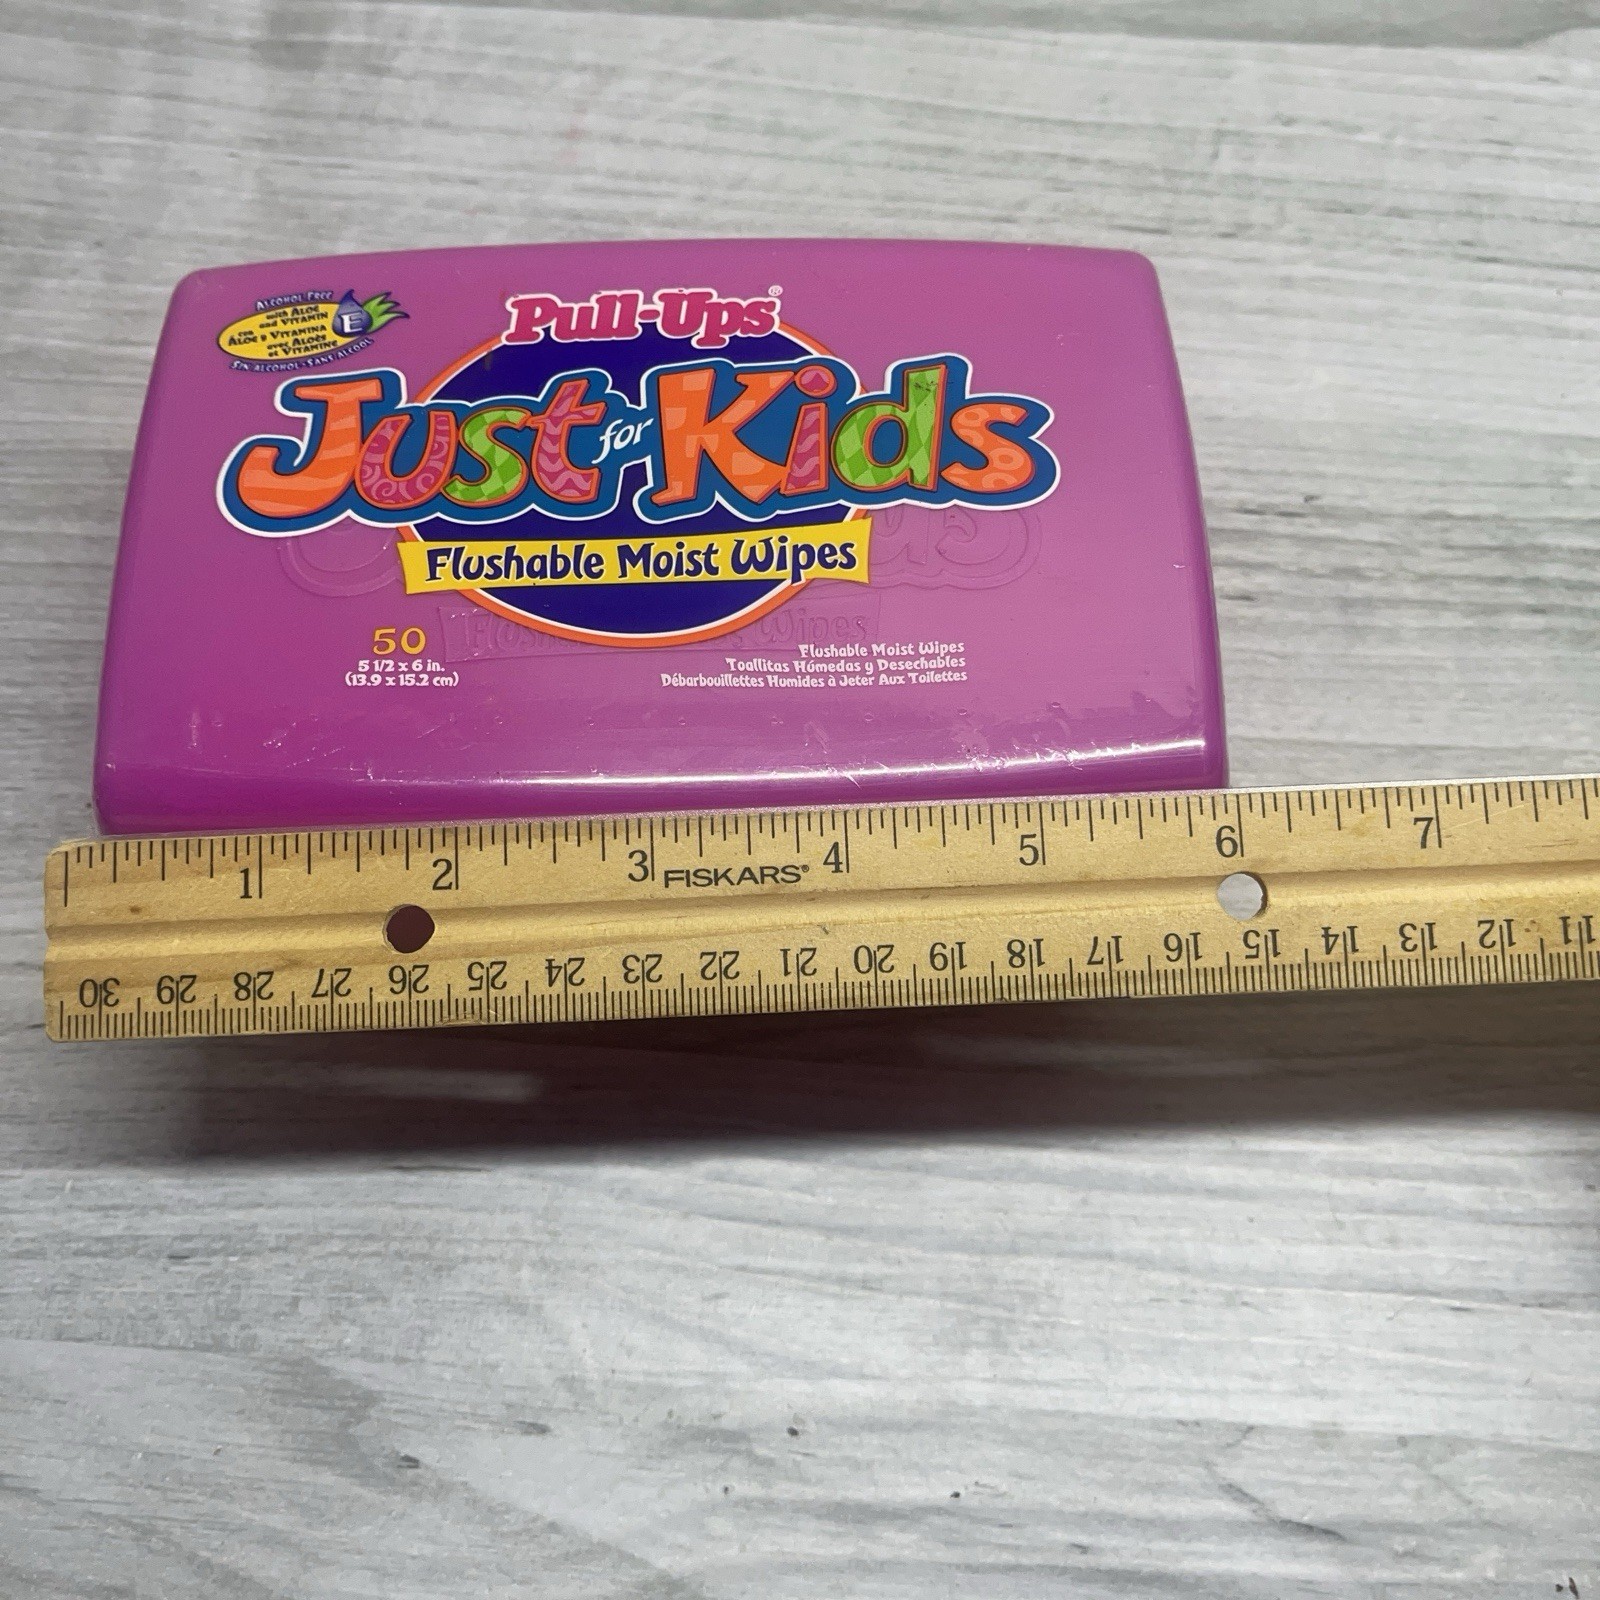 Alcohol Free
with Aloe
and Vitamin
E
con
Aloe y Vitamina
avec Aloès
et Vitamine
Sin alcohol · Sans alcool
Pull-Ups®
Just for Kids
Flushable Moist Wipes
Wipes
50
5 1/2 x 6 in.
(13.9 x 15.2 cm)
Flushable Moist Wipes
Toallitas Húmedas y Desechables
Débarbouillettes Humides à Jeter Aux Toilettes
1 2 3 FISKARS® 4 5 6 7
30 29 28 27 26 25 24 23 22 21 20 19 18 17 16 15 14 13 12 11